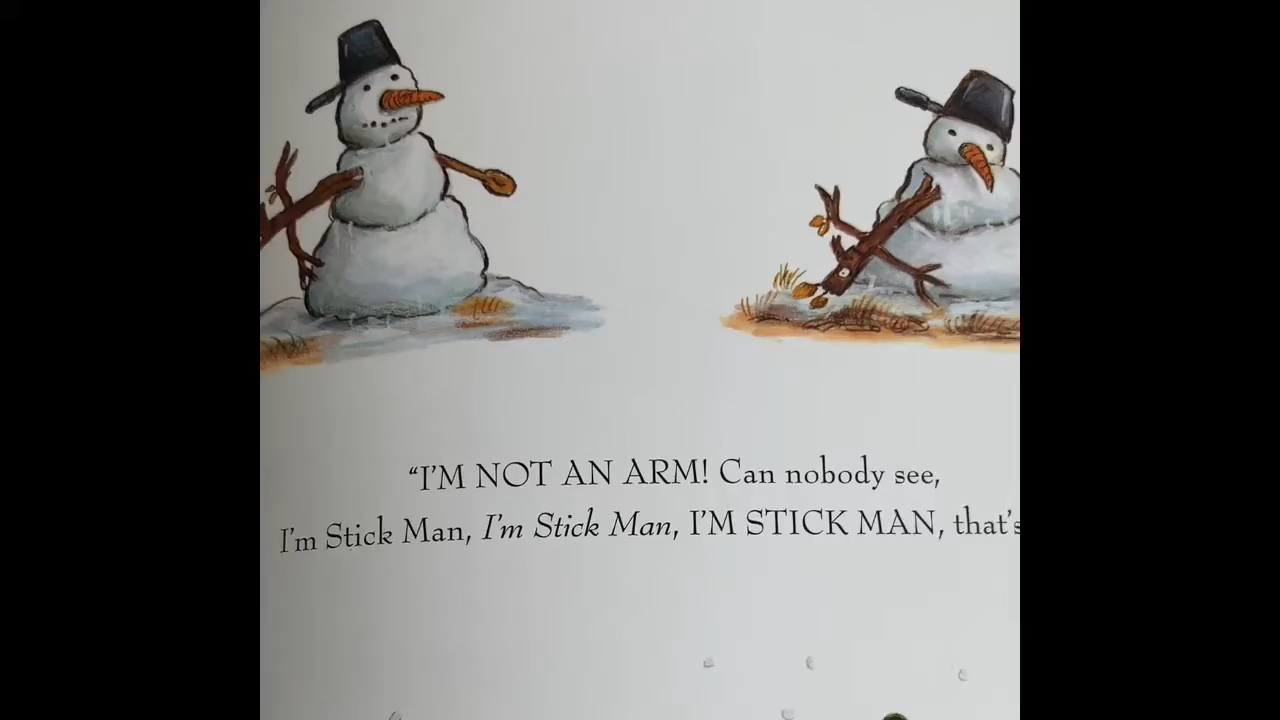 “I’M NOT AN ARM! Can nobody see,
I’m Stick Man, I’m Stick Man, I’M STICK MAN, that’s